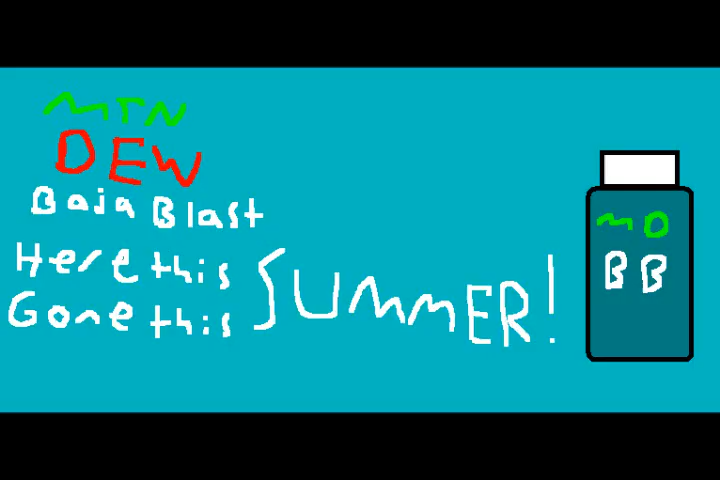 MTN
DEW
Baja Blast
Here this
Gone this
SUMMER!
MD
BB